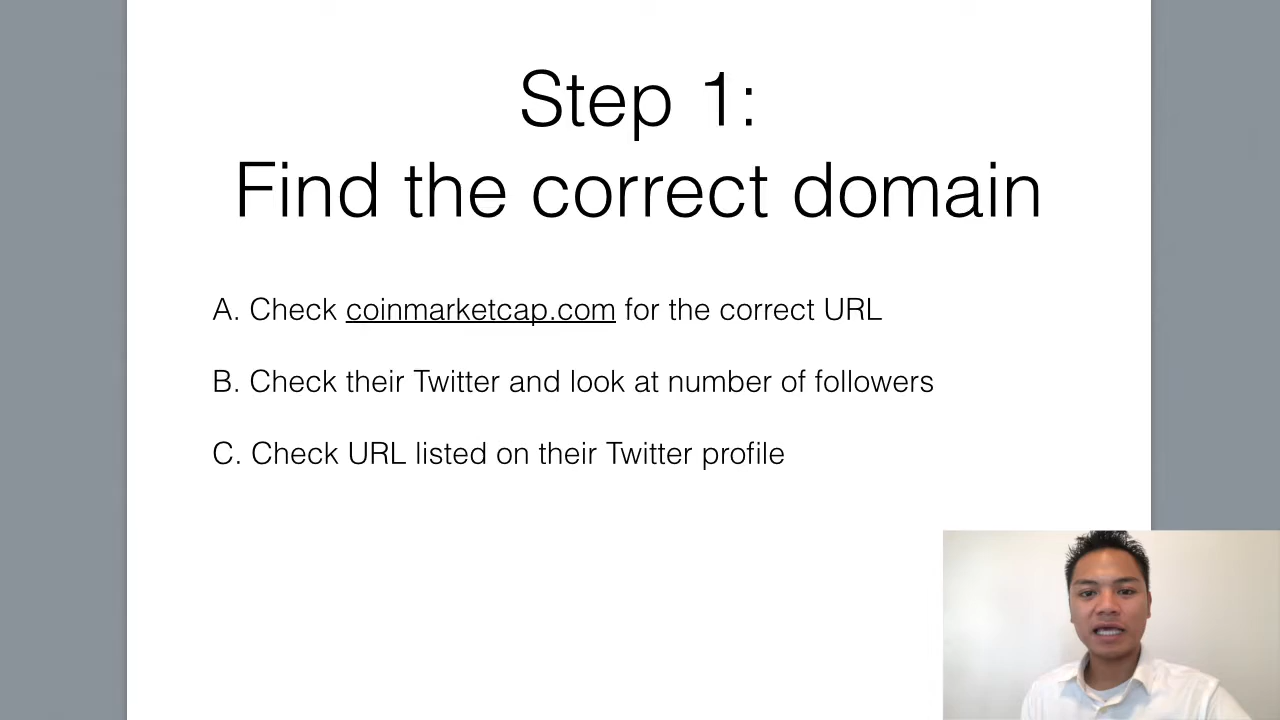 Step 1:
Find the correct domain
A. Check coinmarketcap.com for the correct URL
B. Check their Twitter and look at number of followers
C. Check URL listed on their Twitter profile